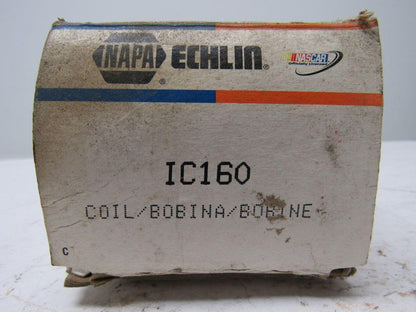 NAPA ECHLIN. NASCAR
IC160
COIL/BOBINA/BOBINE
C